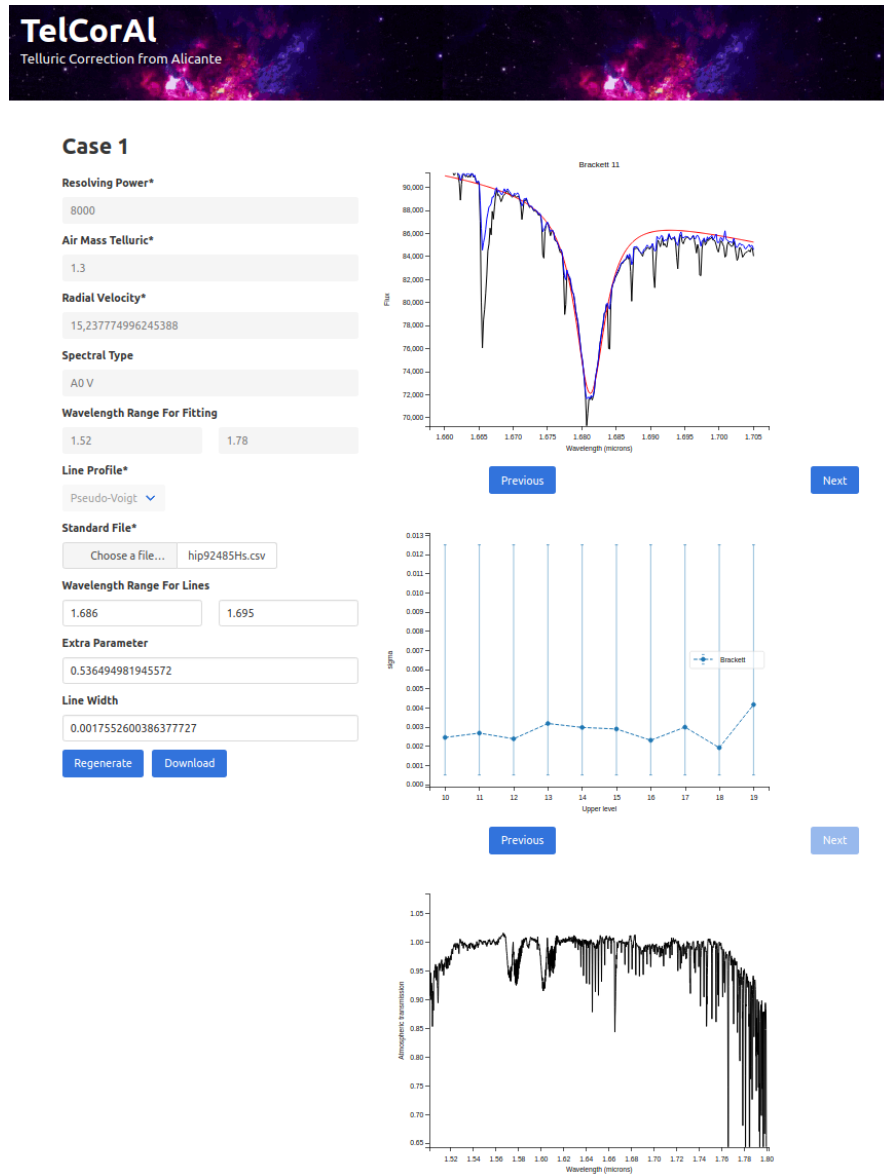 TelCorAl
Telluric Correction from Alicante
Case 1
Resolving Power*
8000
Air Mass Telluric*
1.3
Radial Velocity*
15,237774996245388
Spectral Type
A0 V
Wavelength Range For Fitting
1.52 1.78
Line Profile*
Pseudo-Voigt
Standard File*
Choose a file... hip92485Hs.csv
Wavelength Range For Lines
1.686 1.695
Extra Parameter
0.536494981945572
Line Width
0.0017552600386377727
Regenerate Download
Brackett 11
90,000
88,000
86,000
84,000
82,000
80,000
78,000
76,000
74,000
72,000
70,000
Flux
1.660 1.665 1.670 1.675 1.680 1.685 1.690 1.695 1.700 1.705
Wavelength (microns)
Previous Next
0.013
0.012
0.011
0.010
0.009
0.008
0.007
0.006
0.005
0.004
0.003
0.002
0.001
0.000
sigma
Brackett
10 11 12 13 14 15 16 17 18 19
Upper level
Previous Next
1.05
1.00
0.95
0.90
0.85
0.80
0.75
0.70
0.65
Atmospheric transmission
1.52 1.54 1.56 1.58 1.60 1.62 1.64 1.66 1.68 1.70 1.72 1.74 1.76 1.78 1.80
Wavelength (microns)